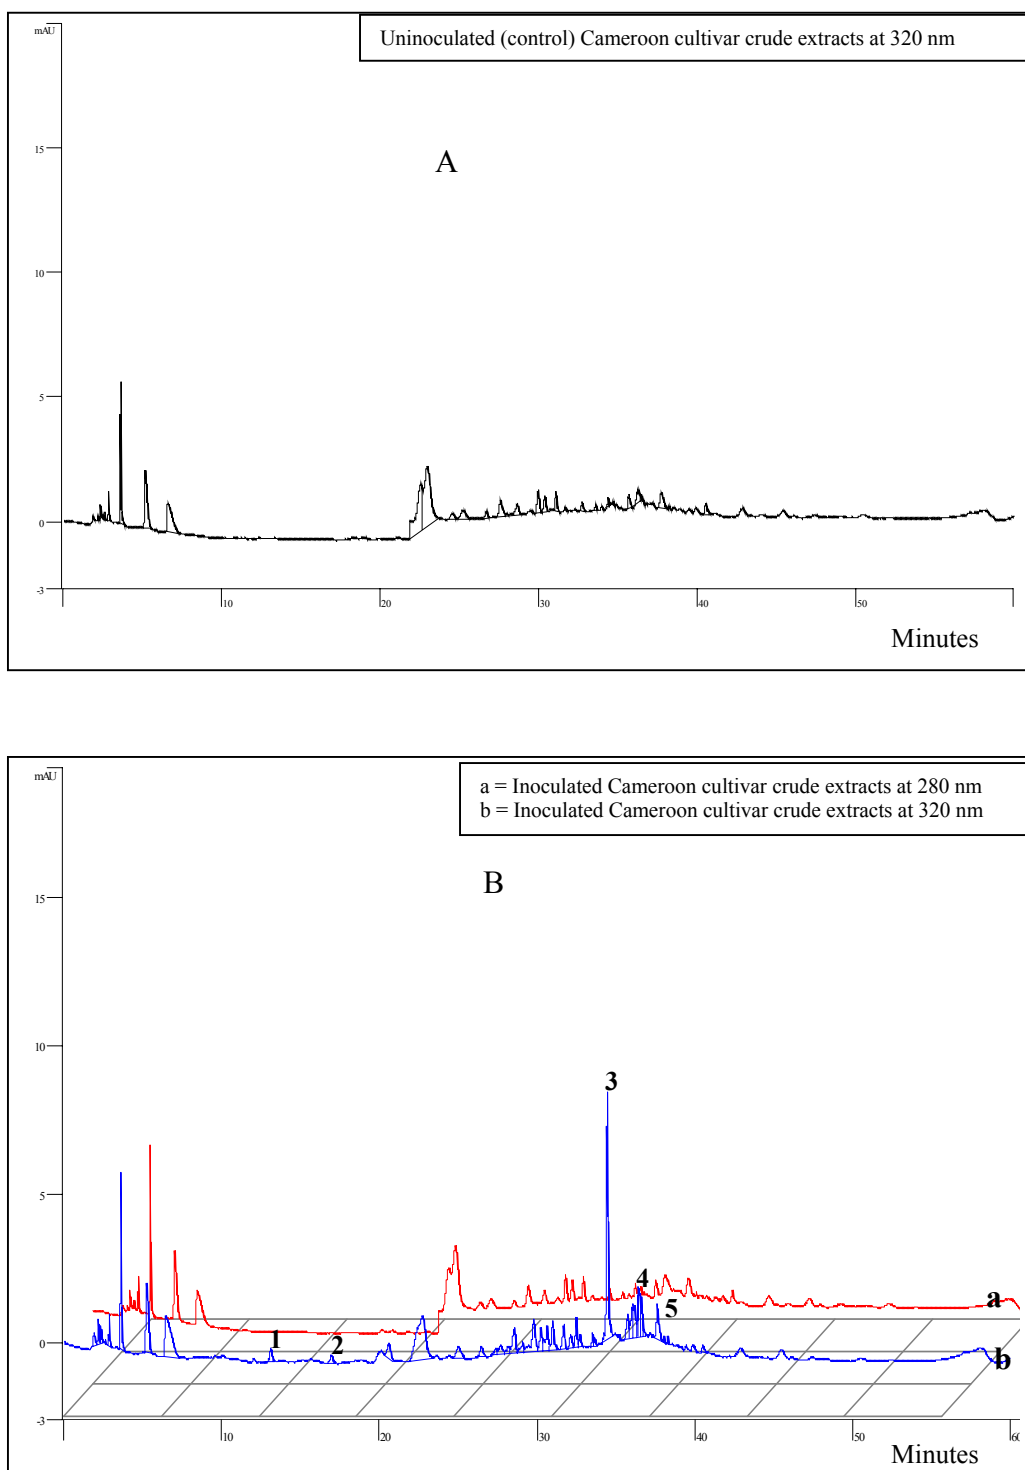 mAU
Uninoculated (control) Cameroon cultivar crude extracts at 320 nm
15
A
10
5
0
-3
10 20 30 40 50
Minutes
mAU
a = Inoculated Cameroon cultivar crude extracts at 280 nm
b = Inoculated Cameroon cultivar crude extracts at 320 nm
B
15
10
3
5
4
a
5
0
1
2
b
-3
10 20 30 40 50 60
Minutes